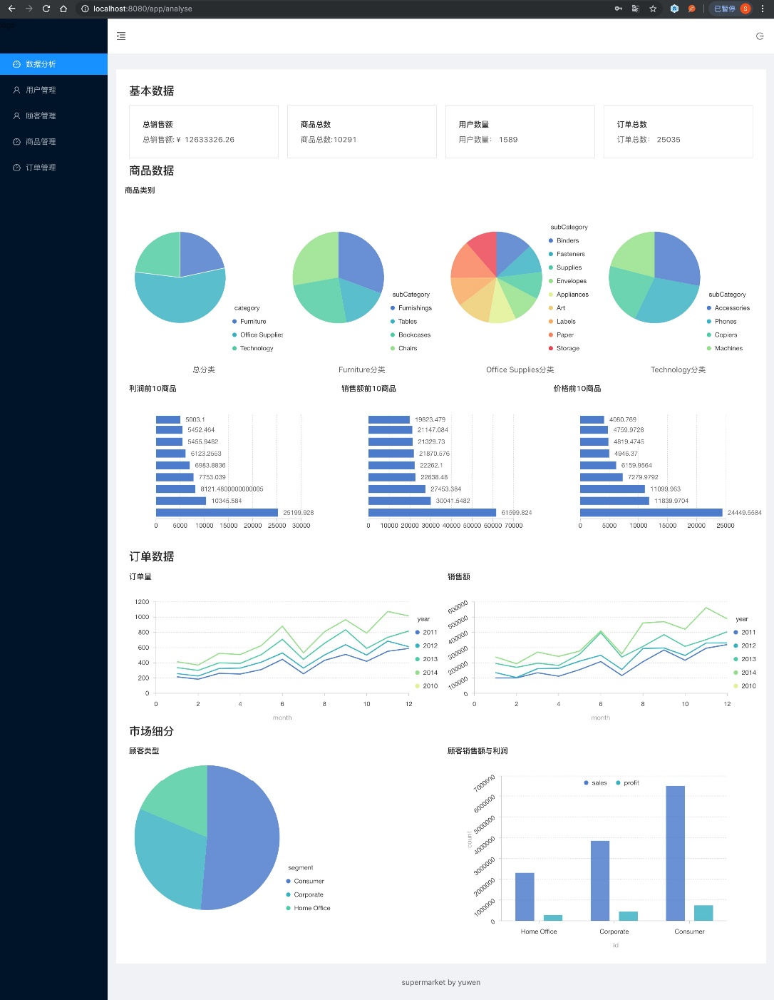 localhost:8080/app/analyse
已暂停
S
数据分析
用户管理
顾客管理
商品管理
订单管理
基本数据
总销售额
总销售额:¥ 12633326.26
商品总数
商品总数:10291
用户数量
用户数量: 1589
订单总数
订单总数: 25035
商品数据
商品类别
category
Furniture
Office Supplies
Technology
总分类
subCategory
Furnishings
Tables
Bookcases
Chairs
Furniture分类
subCategory
Binders
Fasteners
Supplies
Envelopes
Appliances
Art
Labels
Paper
Storage
Office Supplies分类
subCategory
Accessories
Phones
Copiers
Machines
Technology分类
利润前10商品
5003.1
5452.464
5455.9482
6123.2553
6983.8836
7753.039
8121.4800000000005
10345.584
25199.928
0 5000 10000 15000 20000 25000 30000
销售额前10商品
19823.479
21147.084
21329.73
21870.576
22262.1
22638.48
27453.384
30041.5482
61599.824
0 10000 20000 30000 40000 50000 60000 70000
价格前10商品
4080.769
4759.9728
4819.4745
4946.37
6159.9564
7279.9792
11099.963
11839.9704
24449.5584
0 5000 10000 15000 20000 25000
订单数据
订单量
1200
1000
800
600
400
200
0
0 2 4 6 8 10 12
month
year
2011
2012
2013
2014
2010
销售额
600000
500000
400000
300000
200000
100000
0
0 2 4 6 8 10 12
month
year
2011
2012
2013
2014
2010
市场细分
顾客类型
segment
Consumer
Corporate
Home Office
顾客销售额与利润
sales profit
7000000
6000000
5000000
4000000
3000000
2000000
1000000
0
count
Home Office Corporate Consumer
id
supermarket by yuwen